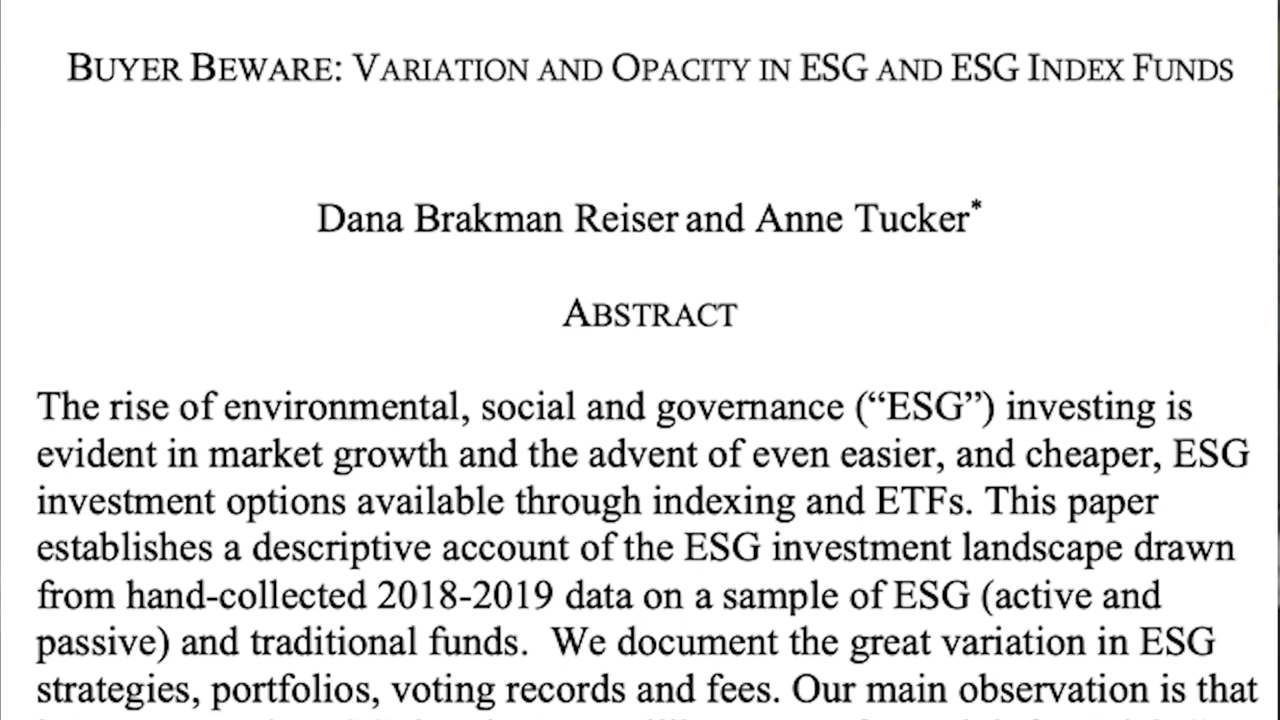 BUYER BEWARE: VARIATION AND OPACITY IN ESG AND ESG INDEX FUNDS
Dana Brakman Reiser and Anne Tucker*
ABSTRACT
The rise of environmental, social and governance (“ESG”) investing is
evident in market growth and the advent of even easier, and cheaper, ESG
investment options available through indexing and ETFs. This paper
establishes a descriptive account of the ESG investment landscape drawn
from hand-collected 2018-2019 data on a sample of ESG (active and
passive) and traditional funds.  We document the great variation in ESG
strategies, portfolios, voting records and fees. Our main observation is that